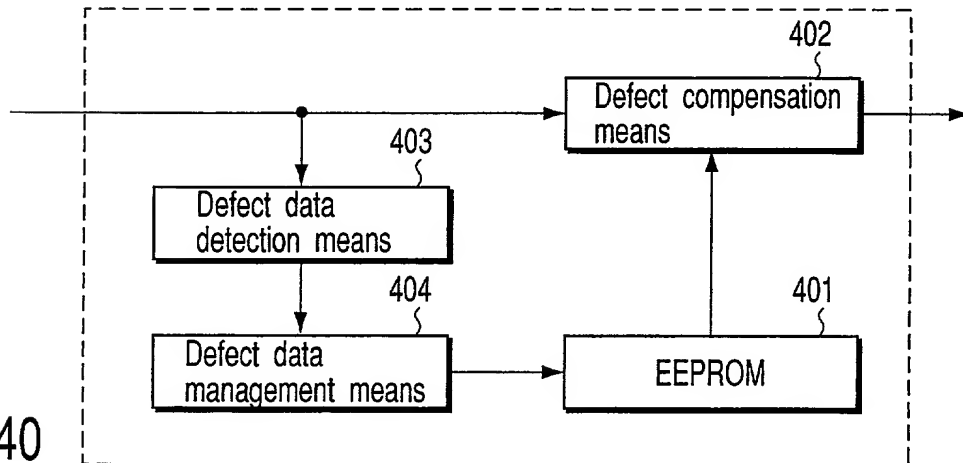 402
Defect compensation
means
403
Defect data
detection means
404
Defect data
management means
401
EEPROM
40